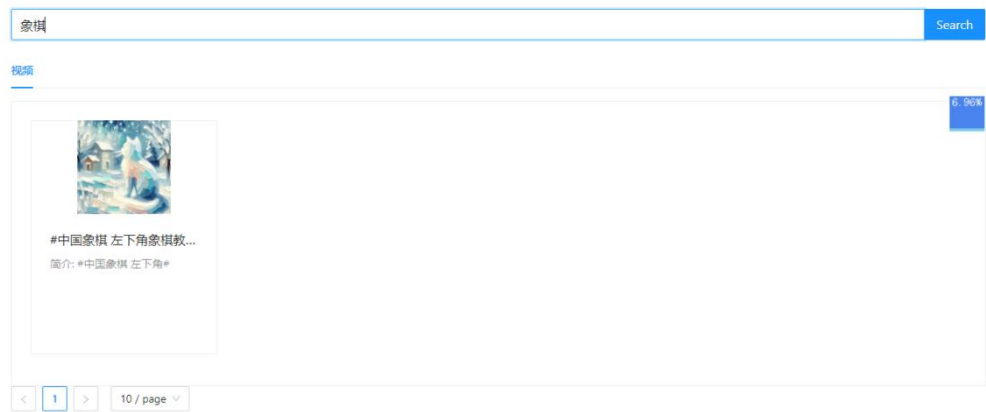 象棋
Search
视频
6.96%
#中国象棋 左下角象棋教...
简介: #中国象棋 左下角#
< 1 > 10 / page